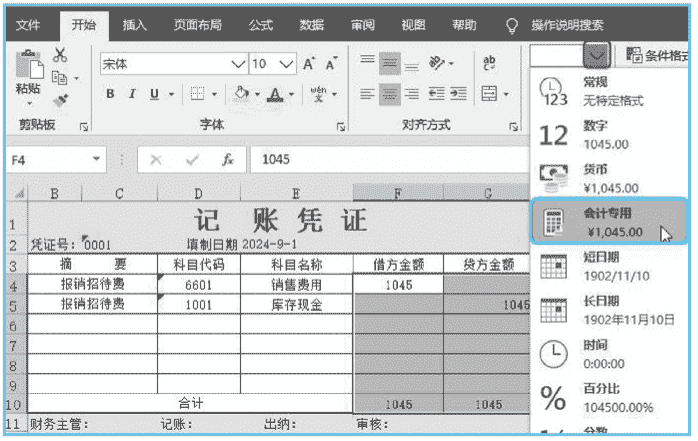 文件 开始 插入 页面布局 公式 数据 审阅 视图 帮助 操作说明搜索
宋体 10 A A ab 条件格式
粘贴 B I U A wén 文 c
剪贴板 字体 对齐方式
F4 fx 1045
B C D E F G
1 记 账 凭 证
2 凭证号: 0001 填制日期 2024-9-1
3 摘 要 科目代码 科目名称 借方金额 贷方金额
4 报销招待费 6601 销售费用 1045
5 报销招待费 1001 库存现金 1045
6
7
8
9
10 合计 1045 1045
11 财务主管: 记账: 出纳: 审核:
123 常规
无特定格式
12 数字
1045.00
货币
¥1,045.00
会计专用
¥1,045.00
短日期
1902/11/10
长日期
1902年11月10日
时间
0:00:00
% 百分比
104500.00%
分数